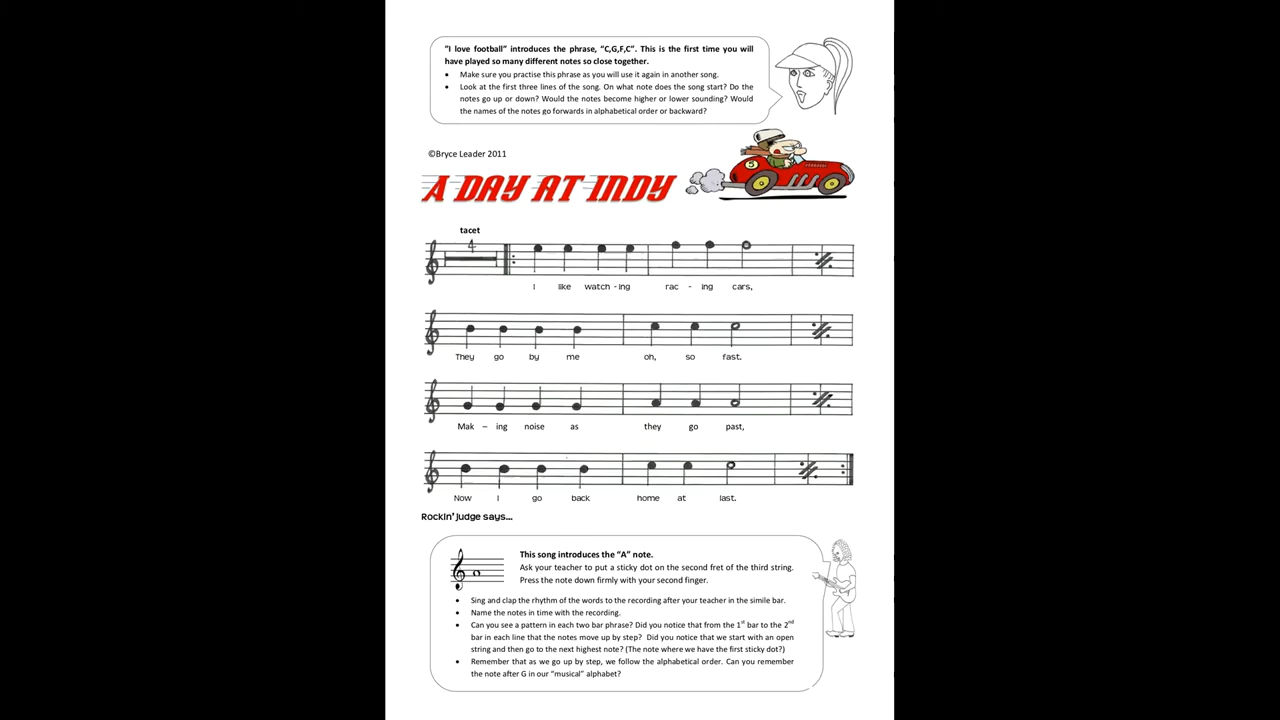 "I love football" introduces the phrase, "C,G,F,C". This is the first time you will
have played so many different notes so close together.
• Make sure you practise this phrase as you will use it again in another song.
• Look at the first three lines of the song. On what note does the song start? Do the
notes go up or down? Would the notes become higher or lower sounding? Would
the names of the notes go forwards in alphabetical order or backward?
©Bryce Leader 2011
A DAY AT INDY
5
tacet
4
I like watch - ing rac - ing cars,
They go by me oh, so fast.
Mak – ing noise as they go past,
Now I go back home at last.
Rockin' Judge says...
This song introduces the "A" note.
Ask your teacher to put a sticky dot on the second fret of the third string.
Press the note down firmly with your second finger.
• Sing and clap the rhythm of the words to the recording after your teacher in the simile bar.
• Name the notes in time with the recording.
• Can you see a pattern in each two bar phrase? Did you notice that from the 1st bar to the 2nd
bar in each line that the notes move up by step? Did you notice that we start with an open
string and then go to the next highest note? (The note where we have the first sticky dot?)
• Remember that as we go up by step, we follow the alphabetical order. Can you remember
the note after G in our "musical" alphabet?